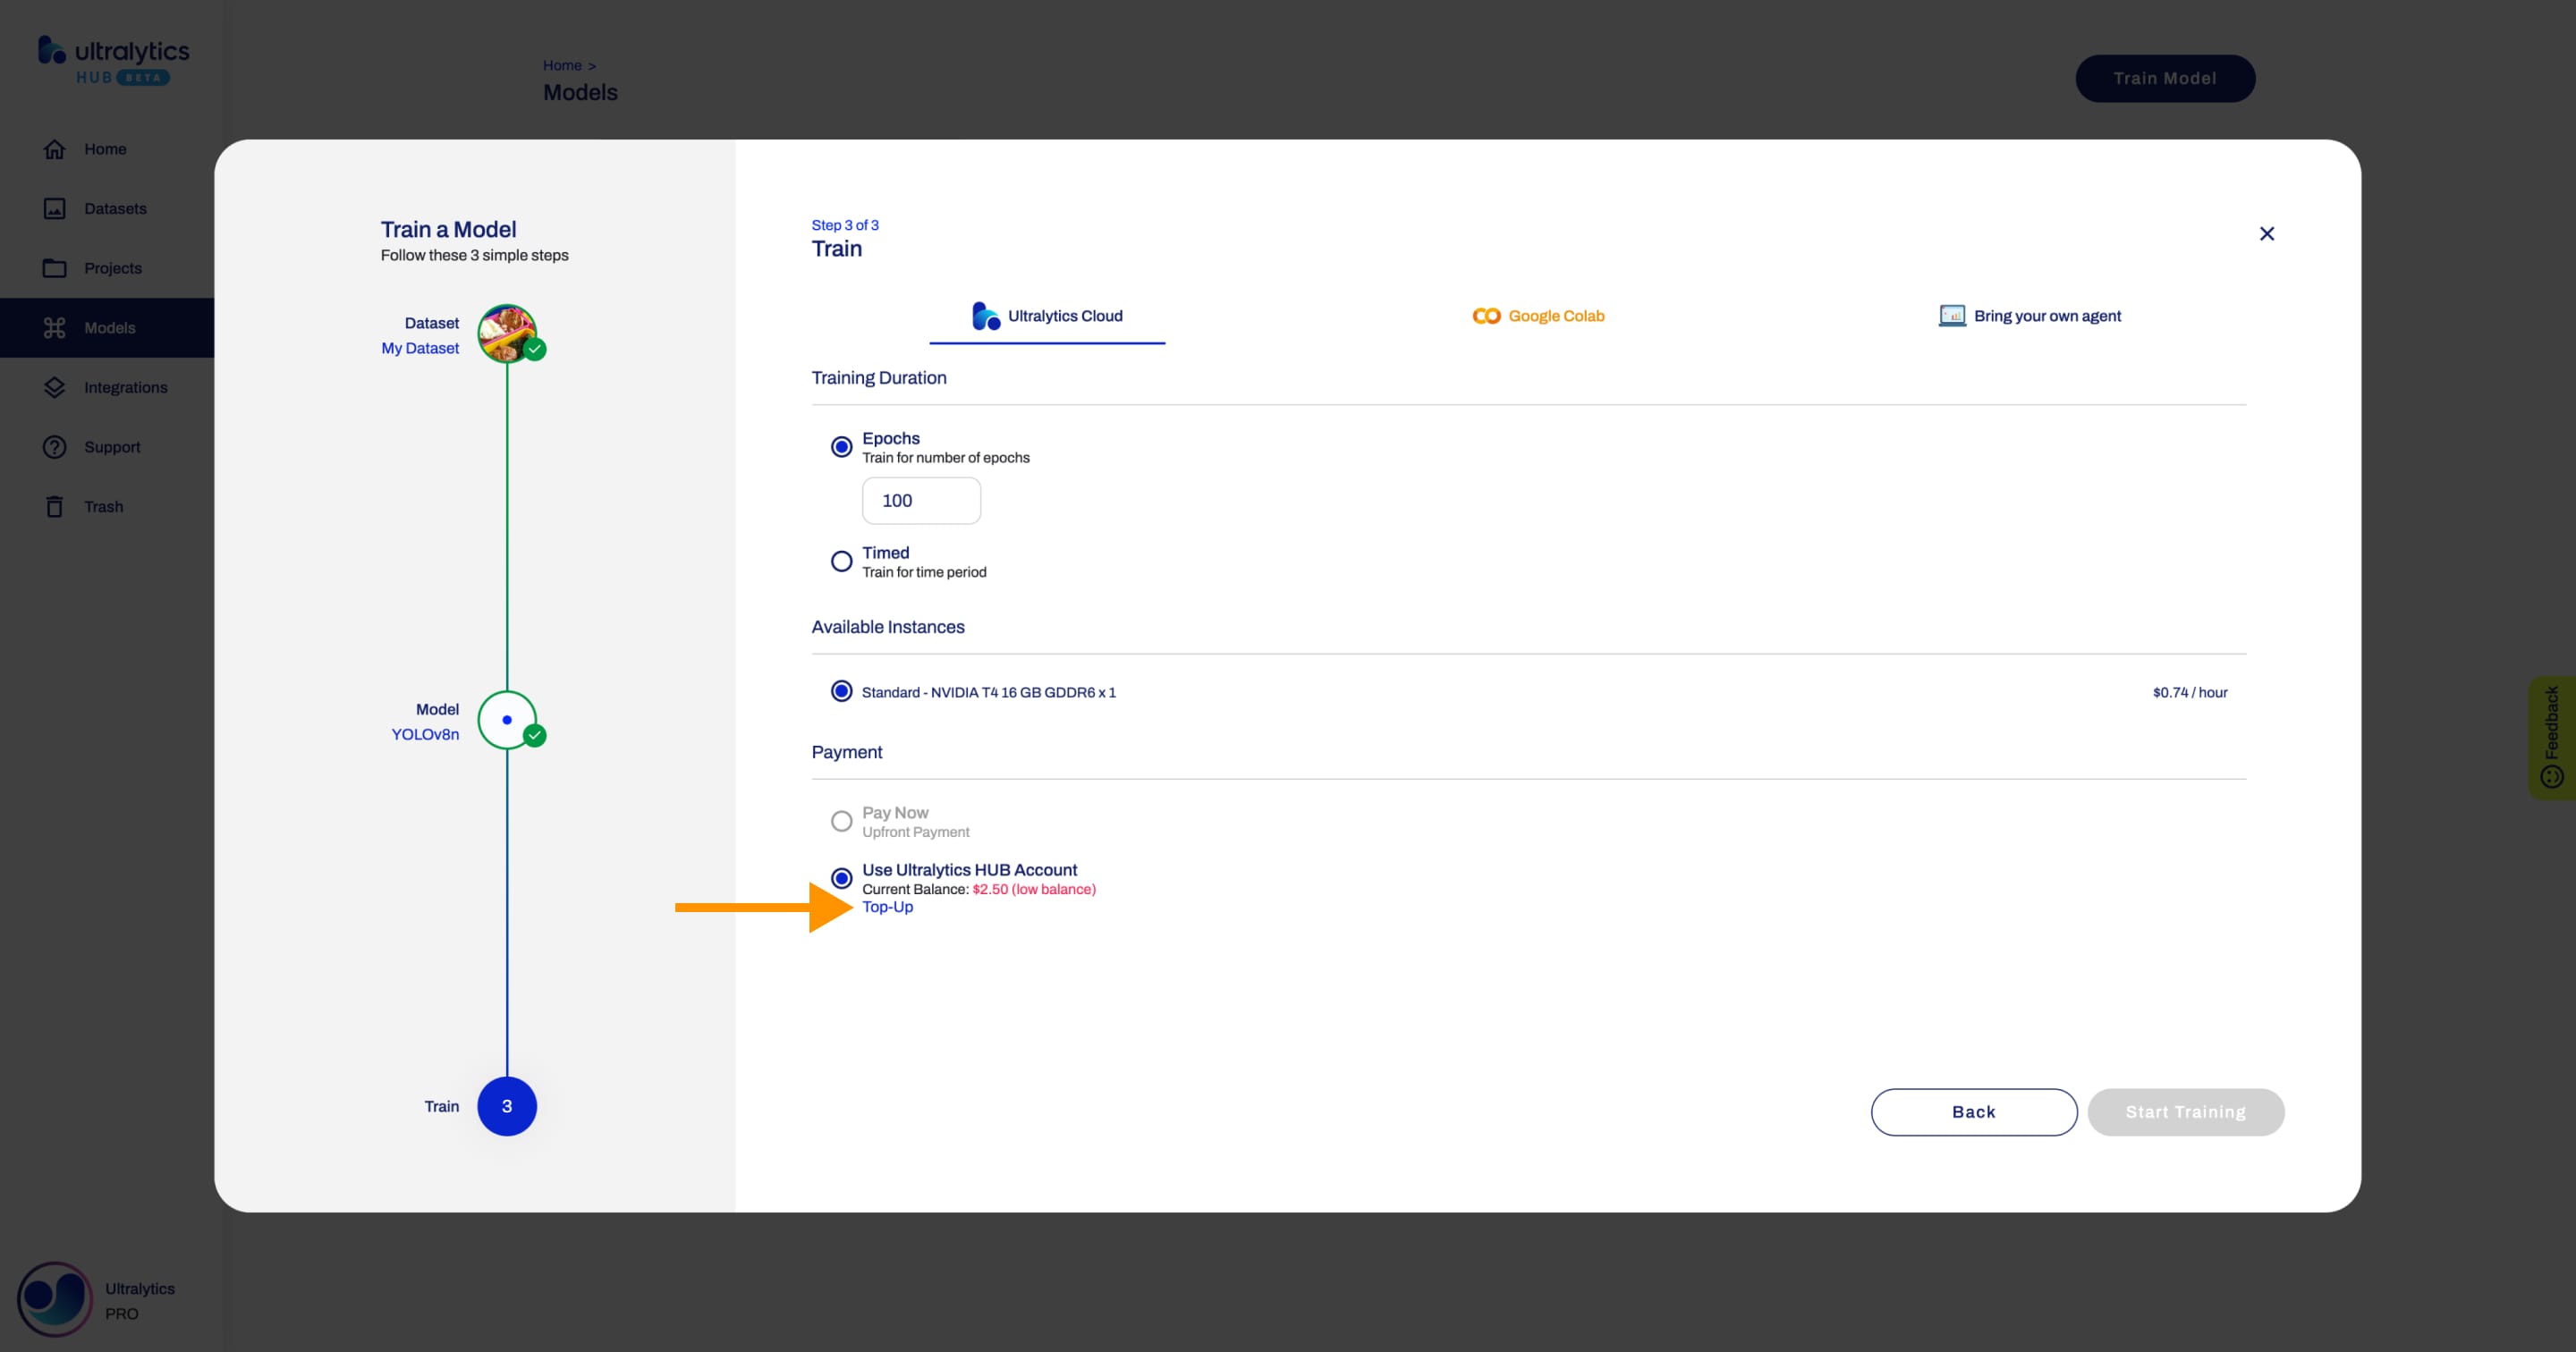 ultralytics
HUB BETA
Home
Datasets
Projects
Models
Integrations
Support
Trash
Ultralytics
PRO
Home >
Models
Train Model
Train a Model
Follow these 3 simple steps
Dataset
My Dataset
Model
YOLOv8n
Train
3
Step 3 of 3
Train
Ultralytics Cloud
Google Colab
Bring your own agent
Training Duration
Epochs
Train for number of epochs
100
Timed
Train for time period
Available Instances
Standard - NVIDIA T4 16 GB GDDR6 x 1
$0.74 / hour
Payment
Pay Now
Upfront Payment
Use Ultralytics HUB Account
Current Balance: $2.50 (low balance)
Top-Up
Back
Start Training
Feedback